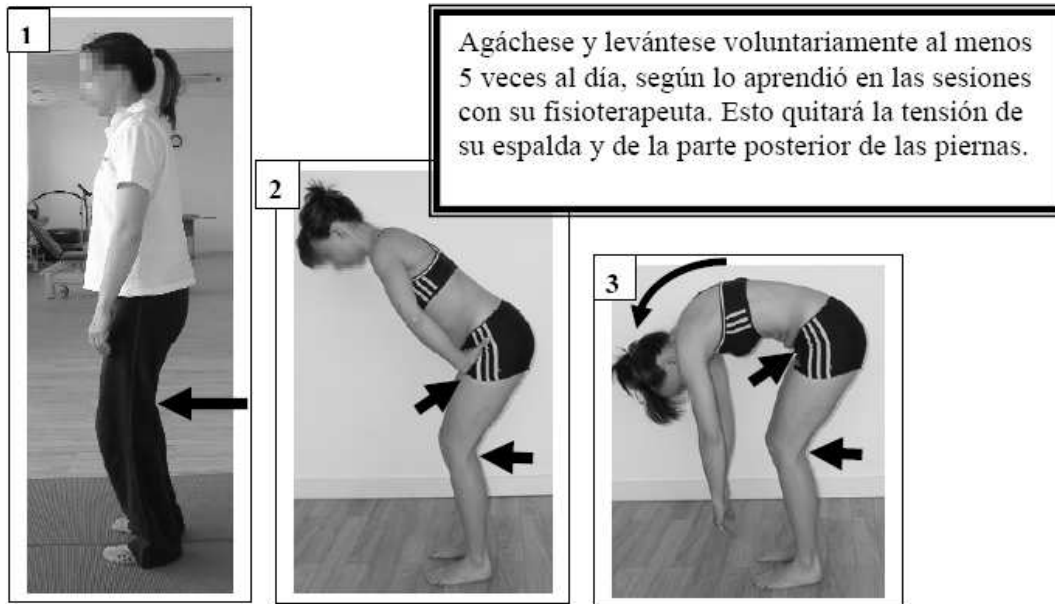 1
Agáchese y levántese voluntariamente al menos
5 veces al día, según lo aprendió en las sesiones
con su fisioterapeuta. Esto quitará la tensión de
su espalda y de la parte posterior de las piernas.
2
3